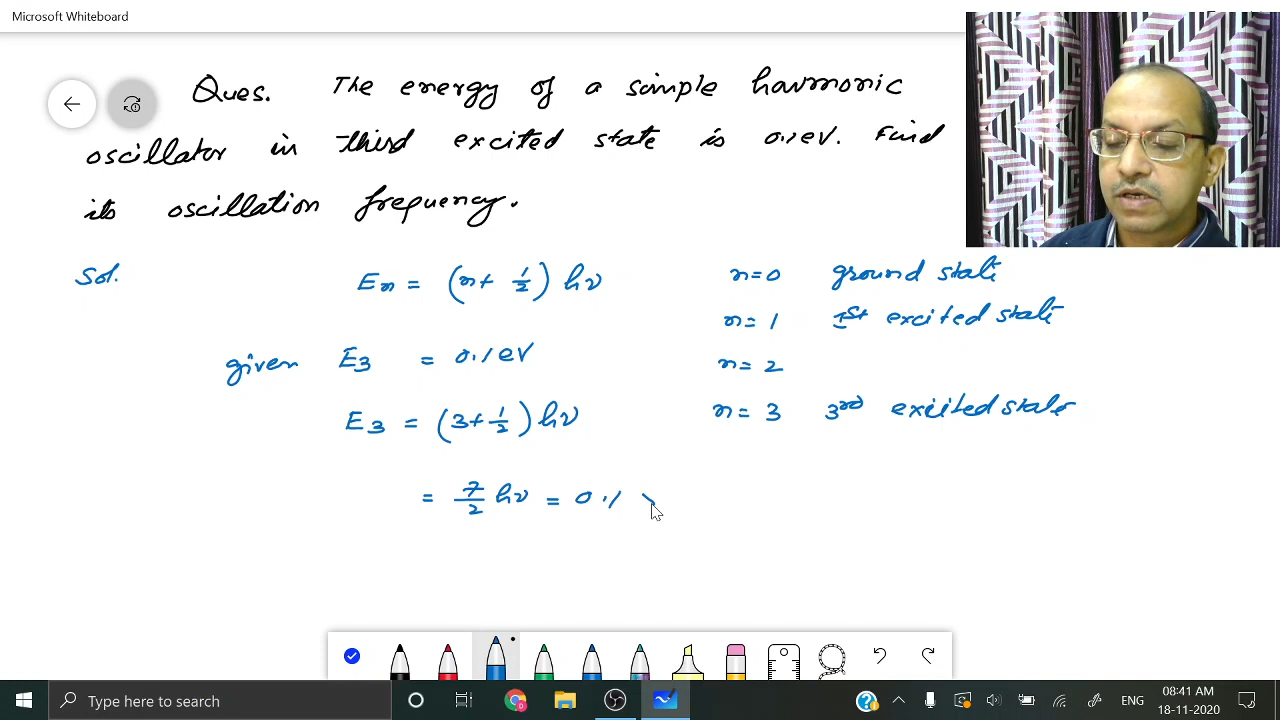 Microsoft Whiteboard
Ques. The energy of a simple harmonic
oscillator in third excited state is 0.1 eV. Find
its oscillation frequency.
Sol. En = (n + 1/2) hν n=0 ground state
n = 1 1st excited state
given E3 = 0.1 eV n = 2
E3 = (3 + 1/2) hν n = 3 3rd excited state
= 7/2 hν = 0.1
Type here to search
ENG
08:41 AM
18-11-2020